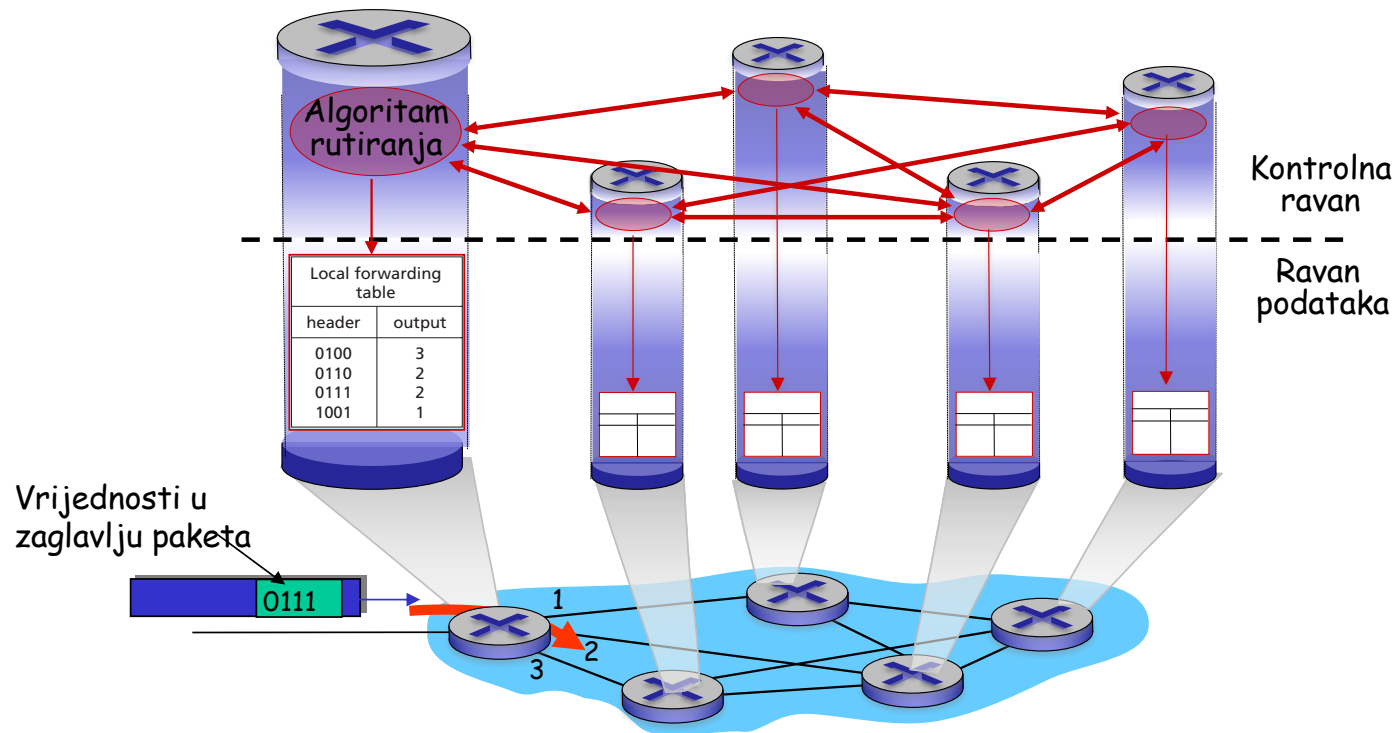 Algoritam
rutiranja
Kontrolna
ravan
Ravan
podataka
Local forwarding
table
header output
0100 3
0110 2
0111 2
1001 1
Vrijednosti u
zaglavlju paketa
0111
1
2
3